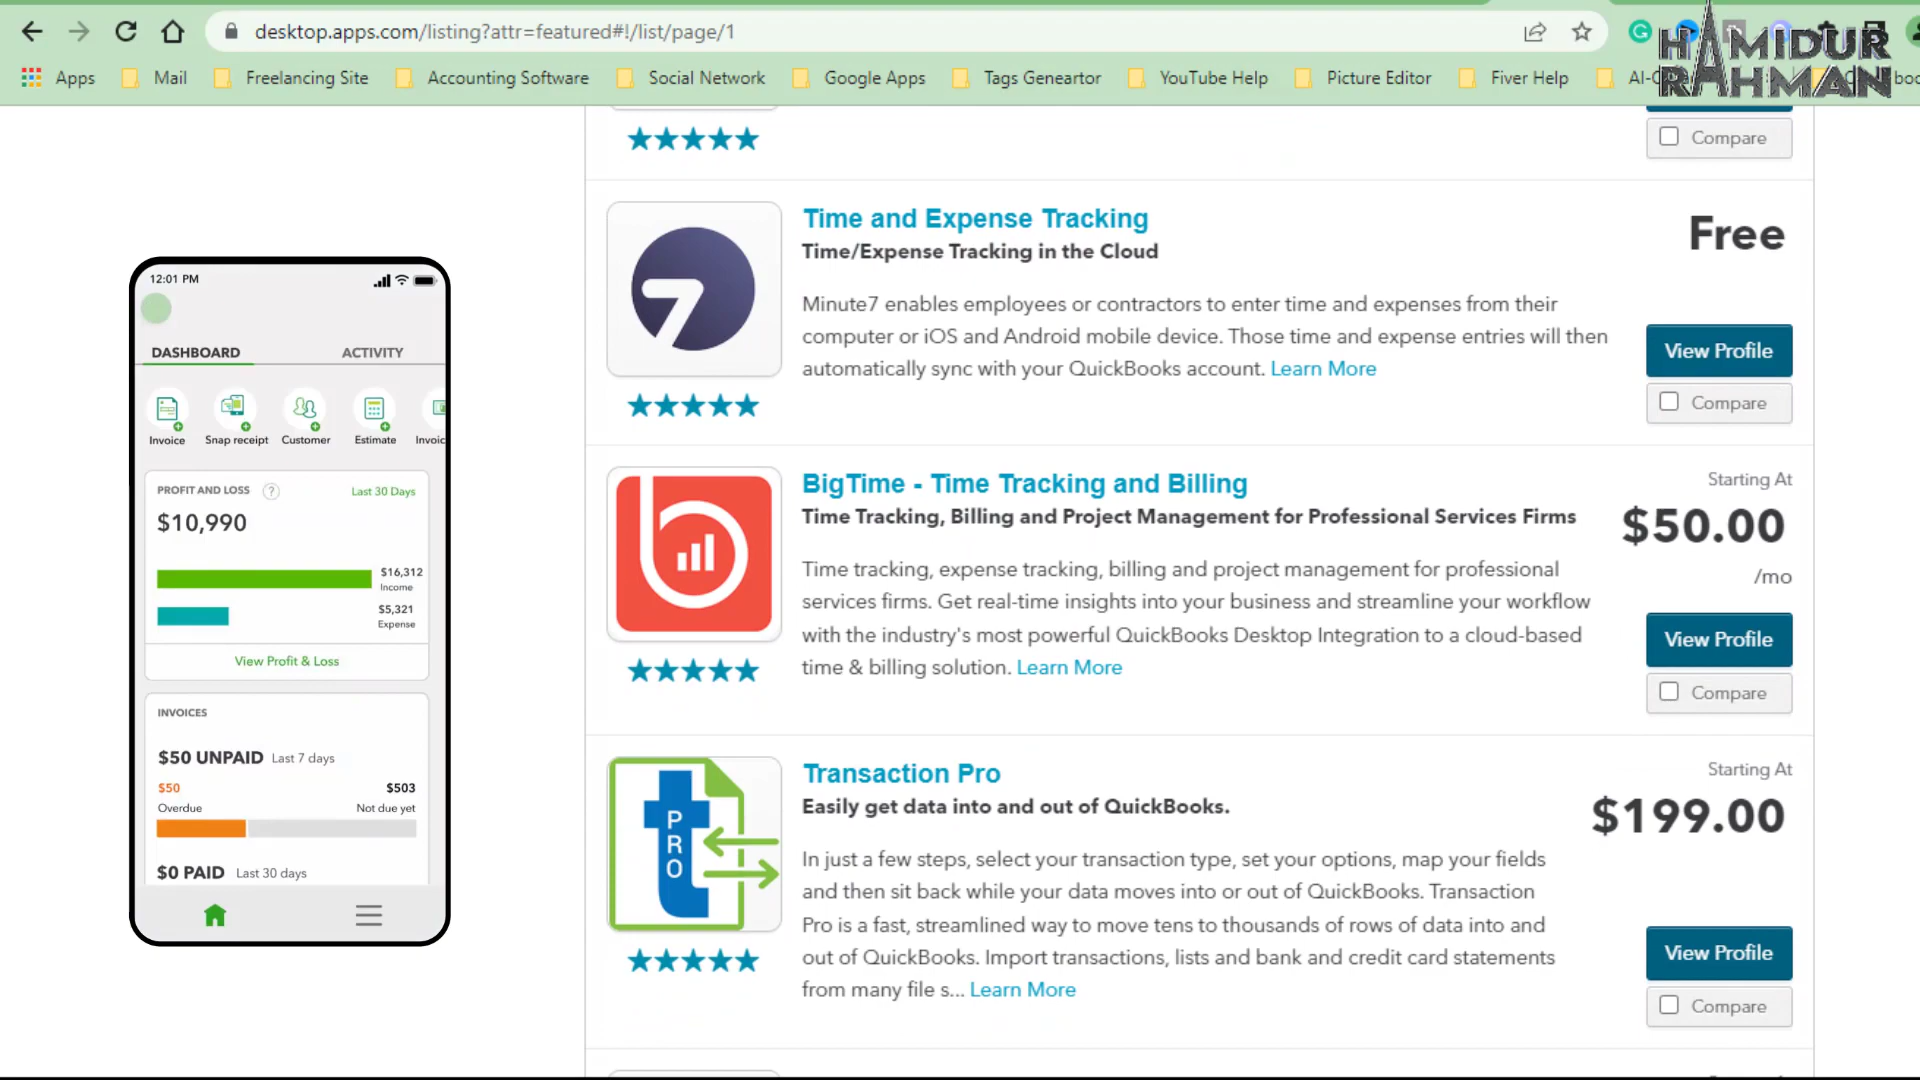 desktop.apps.com/listing?attr=featured#!/list/page/1
HAMIDUR
RAHMAN
Apps
Mail
Freelancing Site
Accounting Software
Social Network
Google Apps
Tags Geneartor
YouTube Help
Picture Editor
Fiver Help
Compare
Time and Expense Tracking
Time/Expense Tracking in the Cloud
Minute7 enables employees or contractors to enter time and expenses from their
computer or iOS and Android mobile device. Those time and expense entries will then
automatically sync with your QuickBooks account. Learn More
Free
View Profile
Compare
BigTime - Time Tracking and Billing
Time Tracking, Billing and Project Management for Professional Services Firms
Time tracking, expense tracking, billing and project management for professional
services firms. Get real-time insights into your business and streamline your workflow
with the industry's most powerful QuickBooks Desktop Integration to a cloud-based
time & billing solution. Learn More
Starting At
$50.00
/mo
View Profile
Compare
PRO
Transaction Pro
Easily get data into and out of QuickBooks.
In just a few steps, select your transaction type, set your options, map your fields
and then sit back while your data moves into or out of QuickBooks. Transaction
Pro is a fast, streamlined way to move tens to thousands of rows of data into and
out of QuickBooks. Import transactions, lists and bank and credit card statements
from many file s... Learn More
Starting At
$199.00
View Profile
Compare
12:01 PM
DASHBOARD
ACTIVITY
Invoice
Snap receipt
Customer
Estimate
Invoic
PROFIT AND LOSS ?
Last 30 Days
$10,990
$16,312
Income
$5,321
Expense
View Profit & Loss
INVOICES
$50 UNPAID Last 7 days
$50
$503
Overdue
Not due yet
$0 PAID Last 30 days